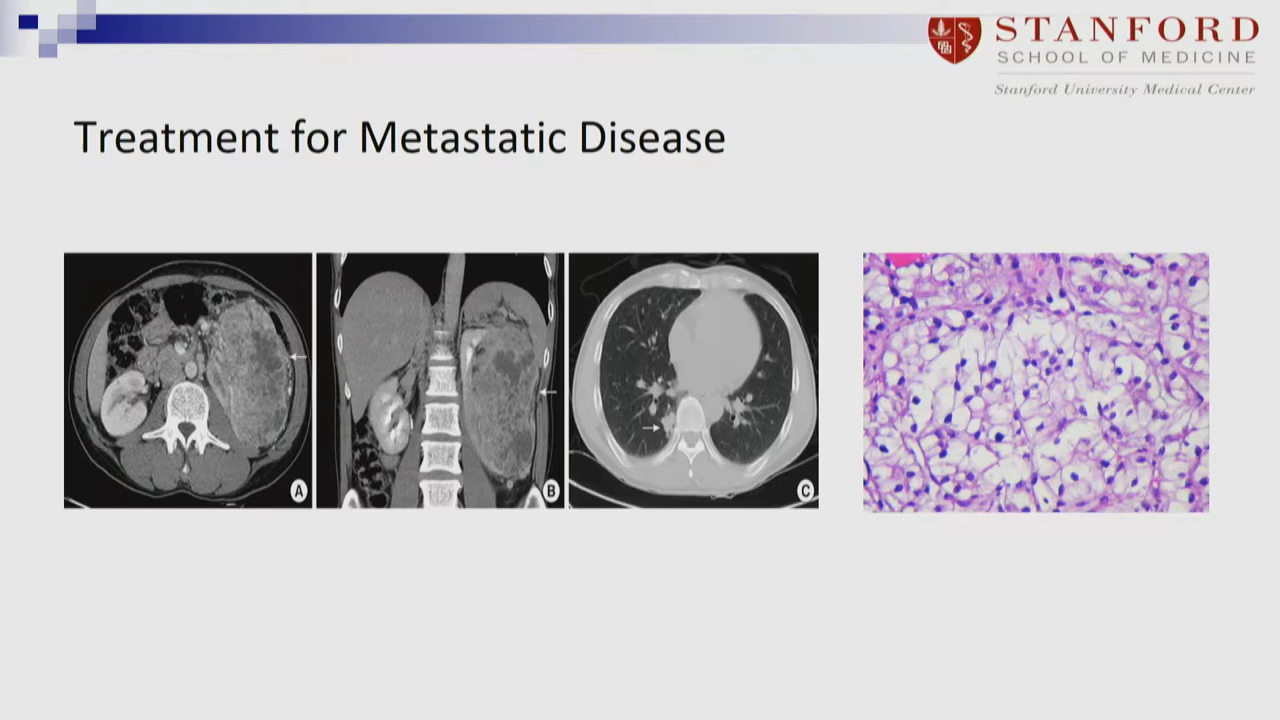 STANFORD
SCHOOL OF MEDICINE
Stanford University Medical Center
Treatment for Metastatic Disease
A
B
C